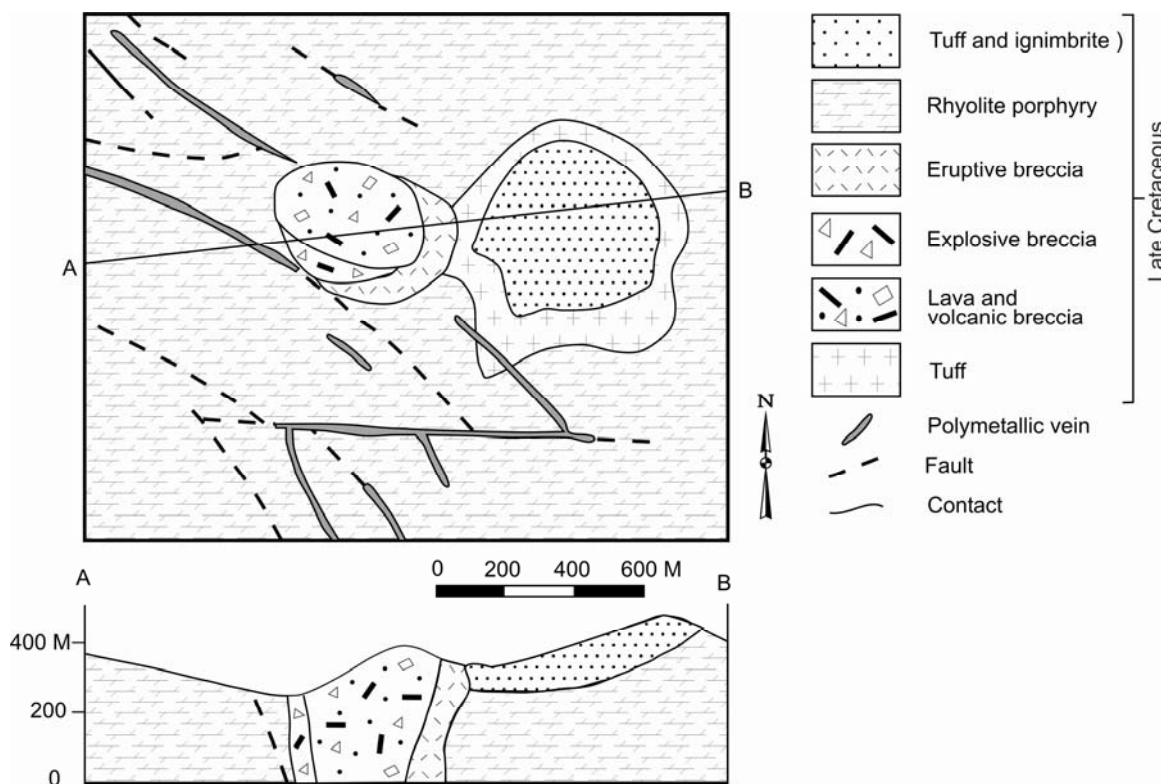 Tuff and ignimbrite )
Rhyolite porphyry
Eruptive breccia
Explosive breccia
Lava and
volcanic breccia
Tuff
Polymetallic vein
Fault
Contact
Late Cretaceous
N
A
B
A
0 200 400 600 M
B
400 M
200
0